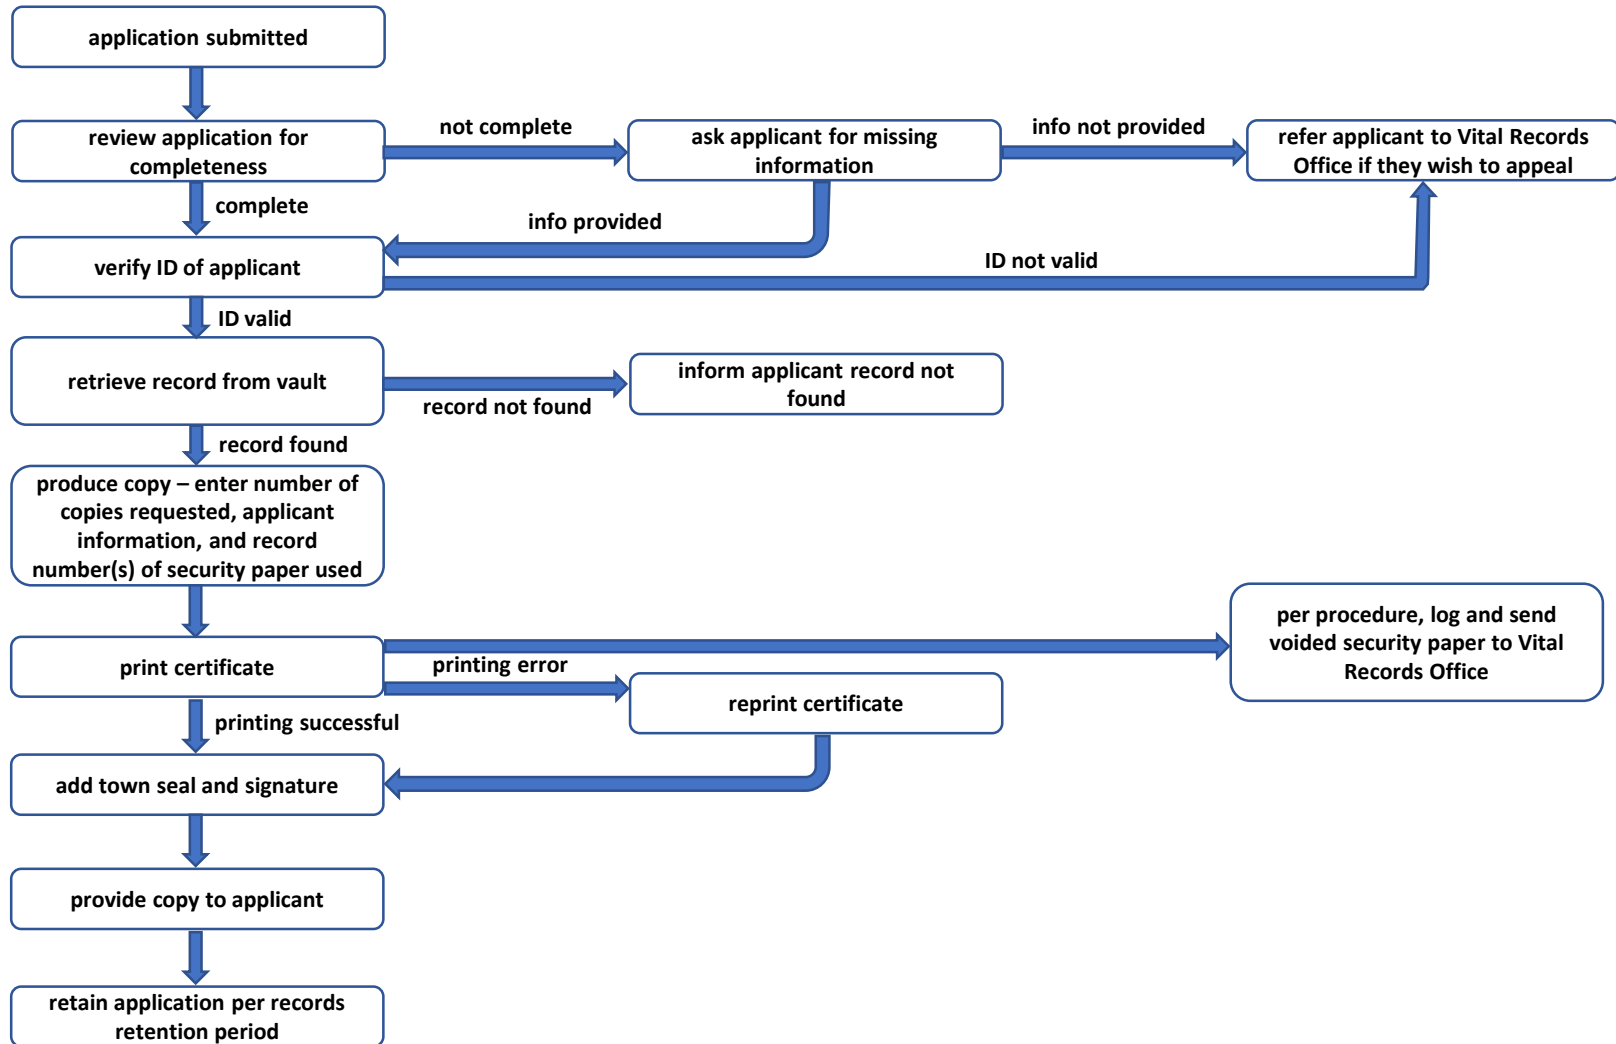 application submitted
review application for
completeness
not complete
ask applicant for missing
information
info not provided
refer applicant to Vital Records
Office if they wish to appeal
complete
info provided
verify ID of applicant
ID not valid
ID valid
retrieve record from vault
record not found
inform applicant record not
found
record found
produce copy – enter number of
copies requested, applicant
information, and record
number(s) of security paper used
print certificate
printing error
per procedure, log and send
voided security paper to Vital
Records Office
reprint certificate
printing successful
add town seal and signature
provide copy to applicant
retain application per records
retention period